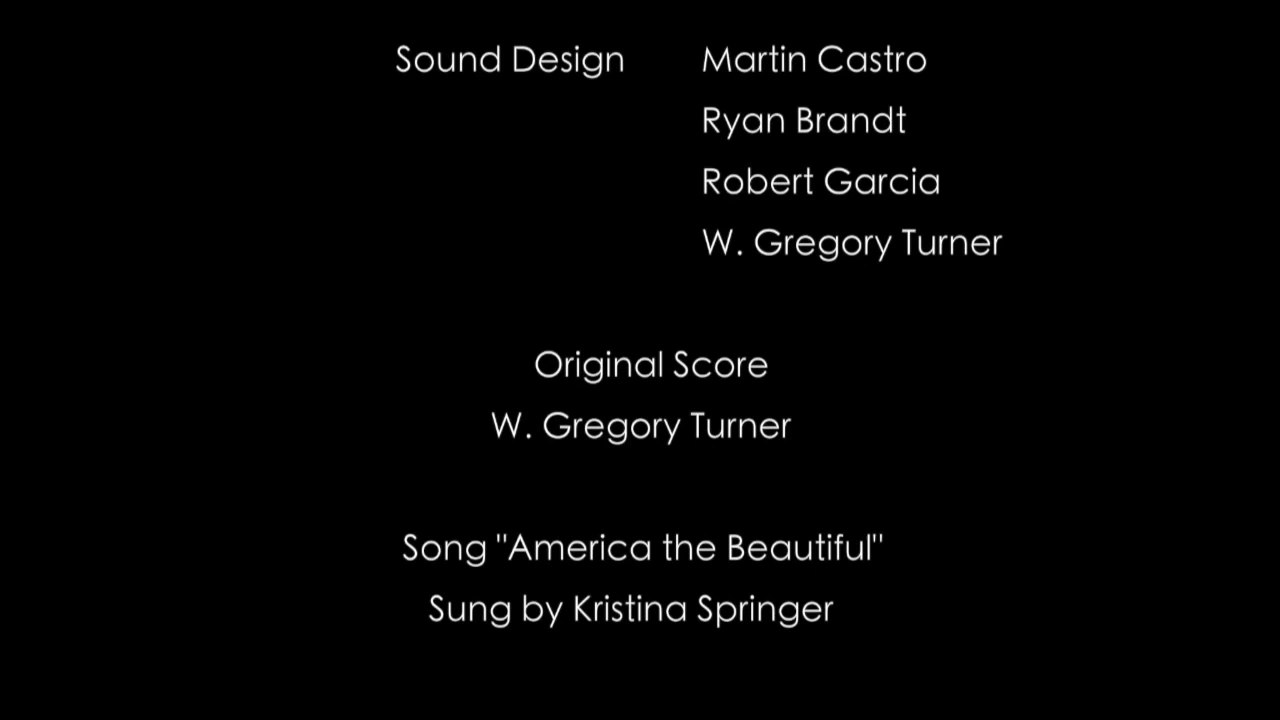 Sound Design Martin Castro
Ryan Brandt
Robert Garcia
W. Gregory Turner
Original Score
W. Gregory Turner
Song "America the Beautiful"
Sung by Kristina Springer